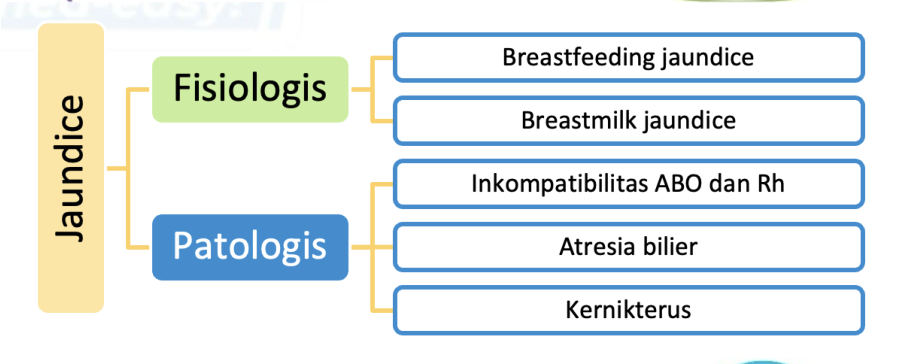 Jaundice
Fisiologis
Breastfeeding jaundice
Breastmilk jaundice
Patologis
Inkompatibilitas ABO dan Rh
Atresia bilier
Kernikterus